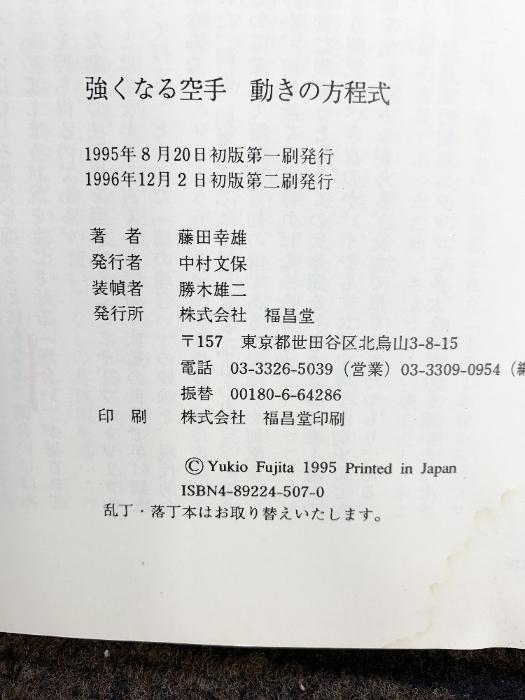 強くなる空手 動きの方程式
1995年8月20日初版第一刷発行
1996年12月2日初版第二刷発行
著者 藤田幸雄
発行者 中村文保
装幀者 勝木雄二
発行所 株式会社 福昌堂
〒157 東京都世田谷区北烏山3-8-15
電話 03-3326-5039（営業）03-3309-0954（編
振替 00180-6-64286
印刷 株式会社 福昌堂印刷
©Yukio Fujita 1995 Printed in Japan
ISBN4-89224-507-0
乱丁・落丁本はお取り替えいたします。